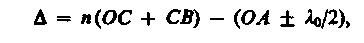 Δ = n(OC + CB) − (OA ± λ₀/2),